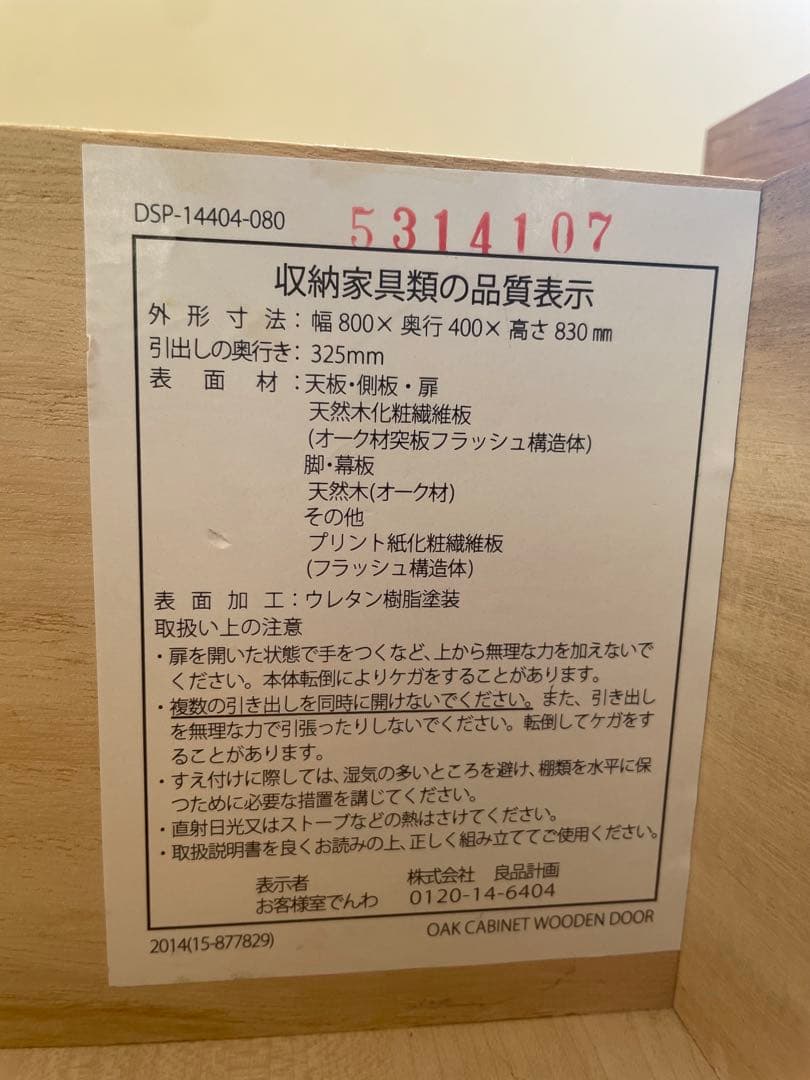 DSP-14404-080
5314107
収納家具類の品質表示
外形寸法：幅800×奥行400×高さ830㎜
引出しの奥行き：325mm
表面材：天板・側板・扉
天然木化粧繊維板
(オーク材突板フラッシュ構造体)
脚・幕板
天然木(オーク材)
その他
プリント紙化粧繊維板
(フラッシュ構造体)
表面加工：ウレタン樹脂塗装
取扱い上の注意
・扉を開いた状態で手をつくなど、上から無理な力を加えないで
ください。本体転倒によりケガをすることがあります。
・複数の引き出しを同時に開けないでください。また、引き出し
を無理な力で引張ったりしないでください。転倒してケガをす
ることがあります。
・すえ付けに際しては、湿気の多いところを避け、棚類を水平に保
つために必要な措置を講じてください。
・直射日光又はストーブなどの熱はさけてください。
・取扱説明書を良くお読みの上、正しく組み立ててご使用ください。
表示者 株式会社 良品計画
お客様室でんわ 0120-14-6404
2014(15-877829)
OAK CABINET WOODEN DOOR